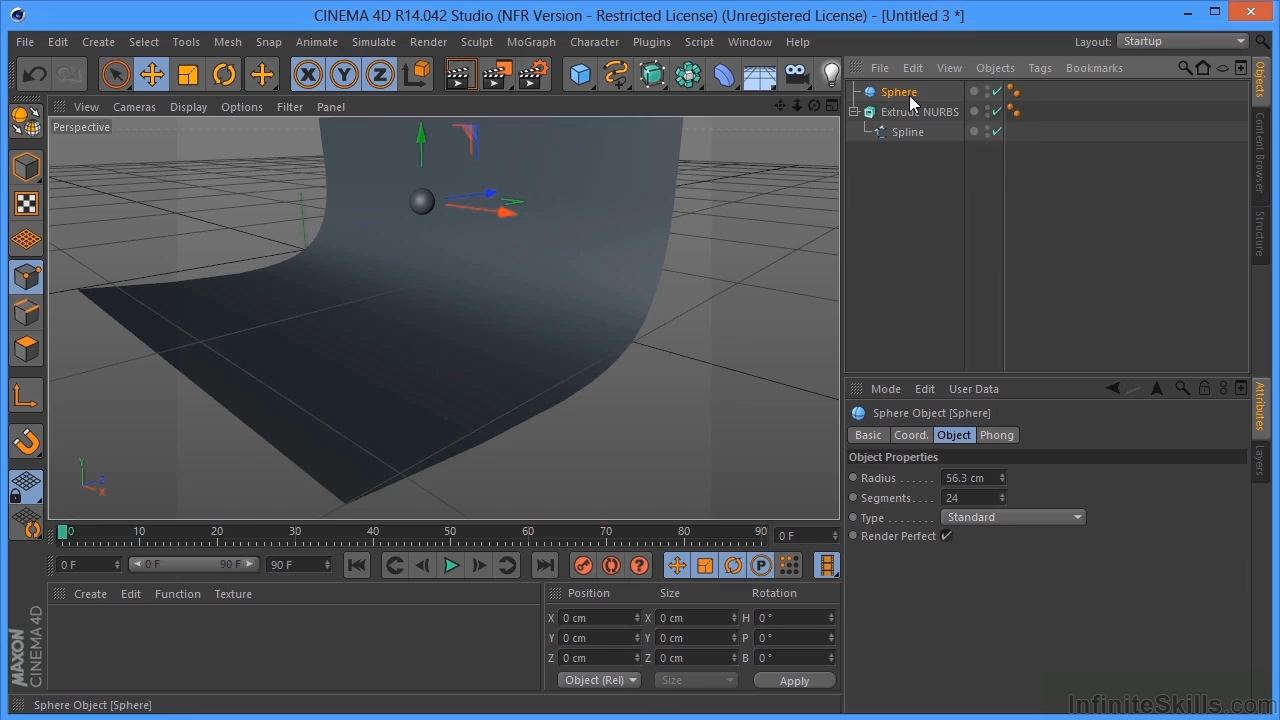 CINEMA 4D R14.042 Studio (NFR Version - Restricted License) (Unregistered License) - [Untitled 3 *]
File Edit Create Select Tools Mesh Snap Animate Simulate Render Sculpt MoGraph Character Plugins Script Window Help
Layout: Startup
X Y Z
File Edit View Objects Tags Bookmarks
View Cameras Display Options Filter Panel
Perspective
Sphere
Extrude NURBS
Spline
Objects
Content Browser
Structure
Y
Z
X
Mode Edit User Data
Sphere Object [Sphere]
Basic Coord. Object Phong
Object Properties
Radius ...... 56.3 cm
Segments.... 24
Type ........ Standard
Render Perfect
Attributes
Layers
0 10 20 30 40 50 60 70 80 90 0 F
0 F 0 F 90 F 90 F
P
Create Edit Function Texture
Position Size Rotation
X 0 cm X 0 cm H 0 °
Y 0 cm Y 0 cm P 0 °
Z 0 cm Z 0 cm B 0 °
Object (Rel) Size Apply
MAXON
CINEMA 4D
Sphere Object [Sphere]
InfiniteSkills.com